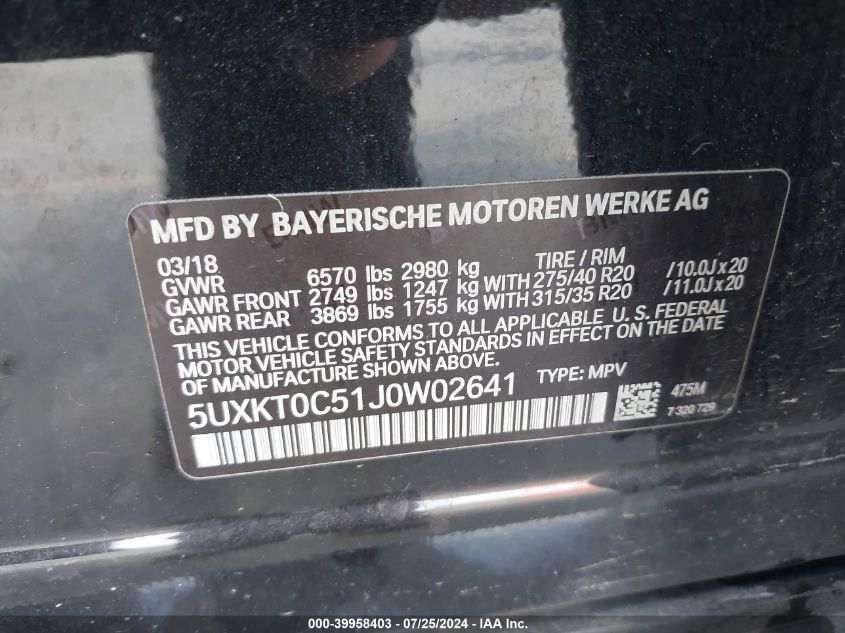 MFD BY BAYERISCHE MOTOREN WERKE AG
03/18 TIRE / RIM
GVWR 6570 lbs 2980 kg
GAWR FRONT 2749 lbs 1247 kg WITH 275/40 R20 /10.0J x 20
GAWR REAR 3869 lbs 1755 kg WITH 315/35 R20 /11.0J x 20
THIS VEHICLE CONFORMS TO ALL APPLICABLE U. S. FEDERAL
MOTOR VEHICLE SAFETY STANDARDS IN EFFECT ON THE DATE
OF MANUFACTURE SHOWN ABOVE.
5UXKT0C51J0W02641 TYPE: MPV
475M
7 320 729
000-39958403 - 07/25/2024 - IAA Inc.